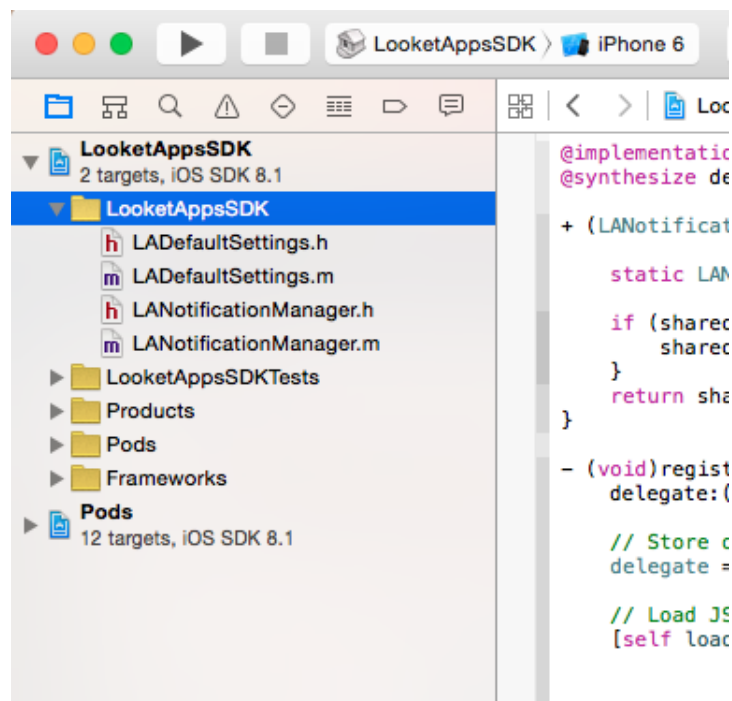 LooketAppsSDK iPhone 6
LooketAppsSDK
2 targets, iOS SDK 8.1
LooketAppsSDK
h LADefaultSettings.h
m LADefaultSettings.m
h LANotificationManager.h
m LANotificationManager.m
LooketAppsSDKTests
Products
Pods
Frameworks
Pods
12 targets, iOS SDK 8.1
Loo
@implementatio
@synthesize de
+ (LANotificat
static LAN
if (shared
shared
}
return sha
}
- (void)regist
delegate:(
// Store o
delegate =
// Load JS
[self load